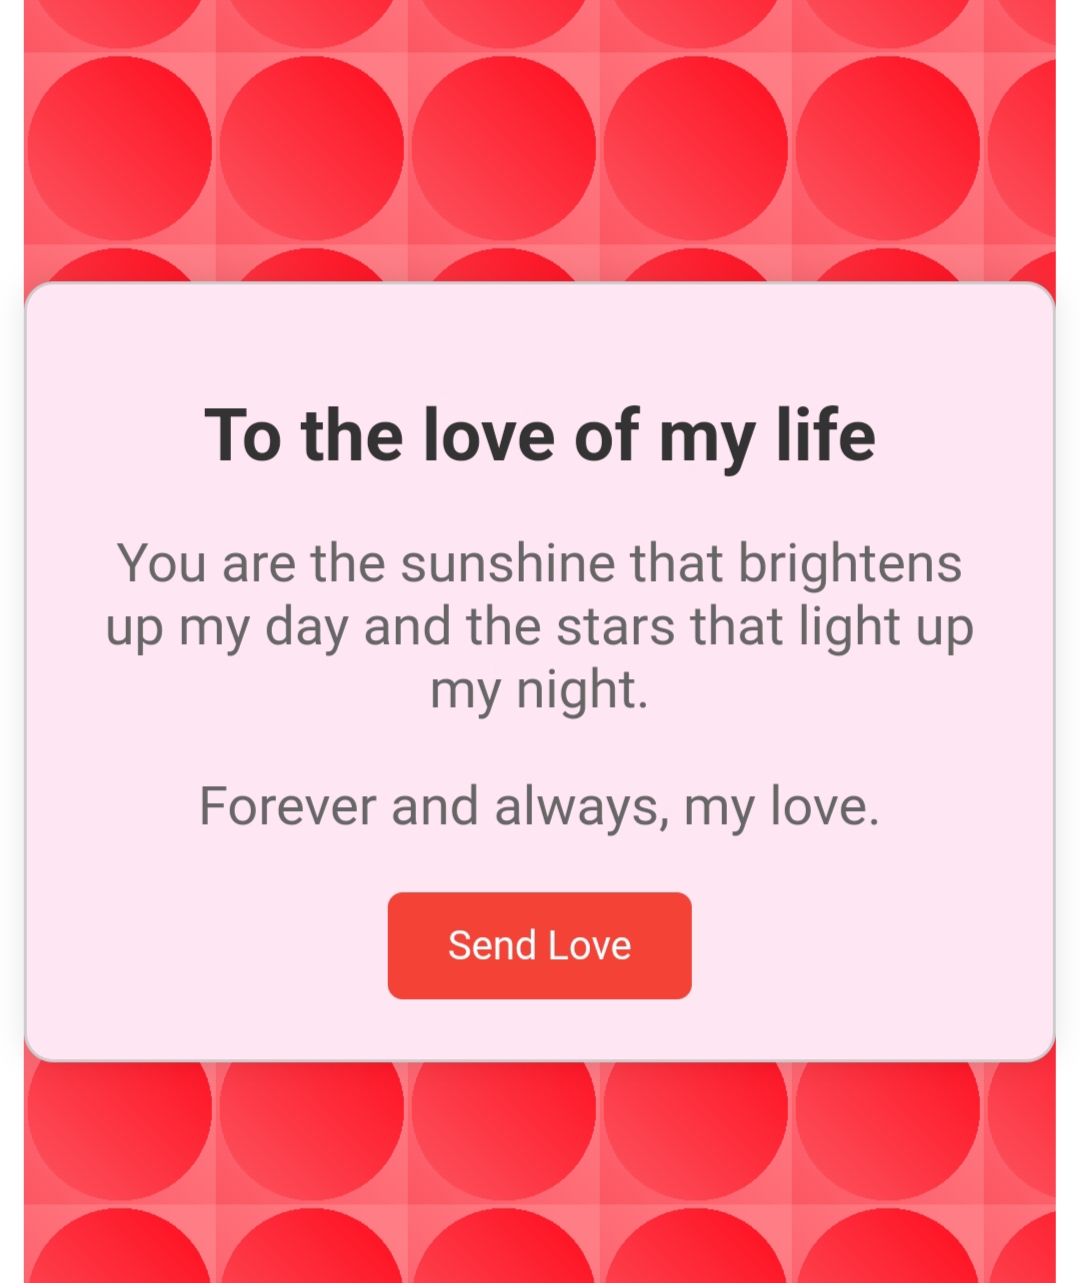 To the love of my life
You are the sunshine that brightens
up my day and the stars that light up
my night.
Forever and always, my love.
Send Love